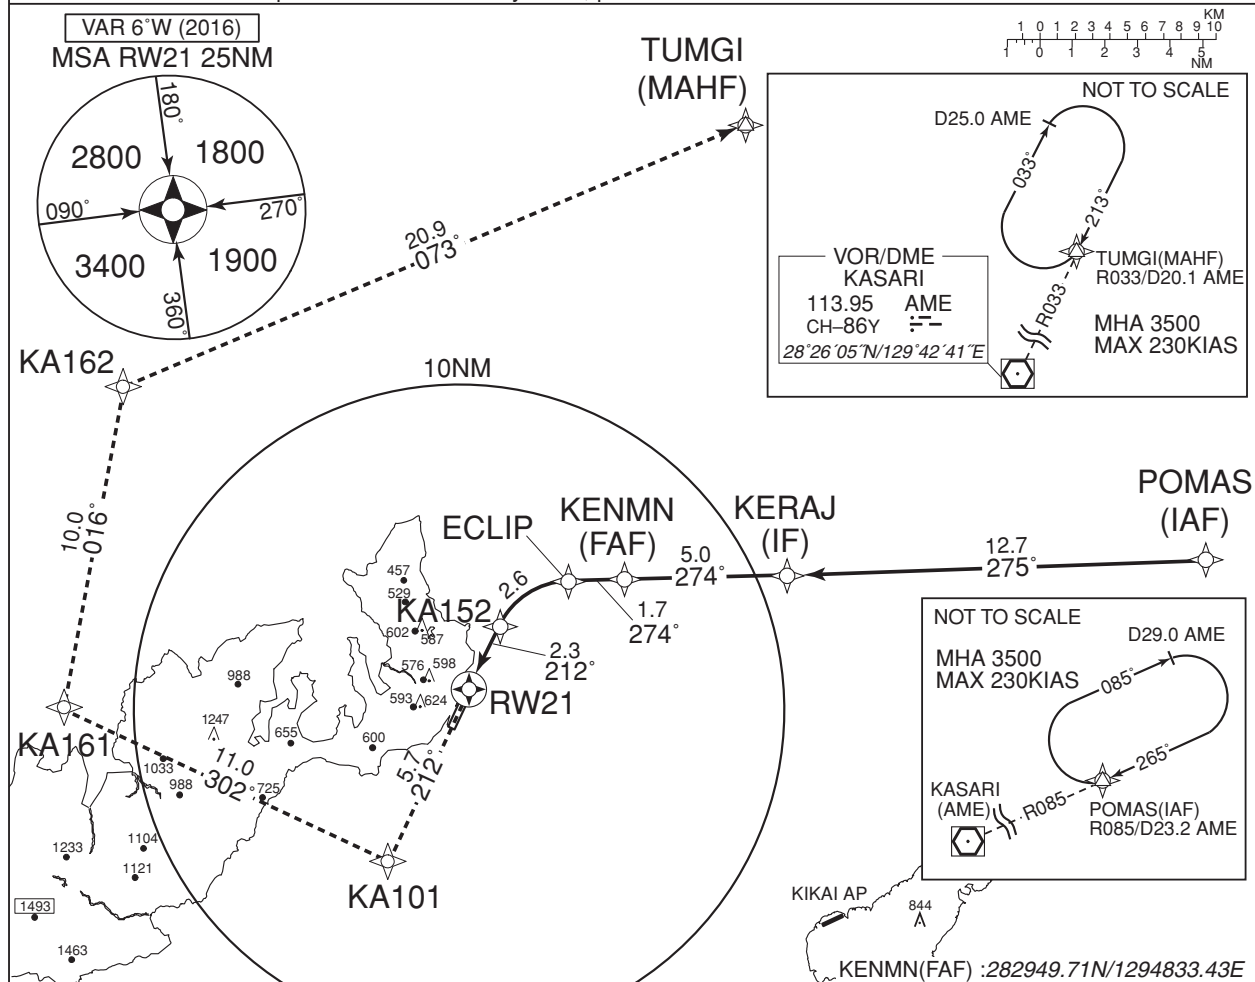 VAR 6°W (2016)
MSA RW21 25NM
180°
2800
1800
090°
270°
3400
1900
360°
TUMGI
(MAHF)
1 0 1 2 3 4 5 6 7 8 9 10
KM
1 0 1 2 3 4 5
NM
NOT TO SCALE
D25.0 AME
033°
213°
TUMGI(MAHF)
R033/D20.1 AME
R033
MHA 3500
MAX 230KIAS
VOR/DME
KASARI
113.95 AME
CH–86Y
28°26´05˝N/129°42´41˝E
20.9
073°
KA162
10NM
10.0
016°
ECLIP
KENMN
(FAF)
KERAJ
(IF)
POMAS
(IAF)
5.0
274°
12.7
275°
1.7
274°
2.6
KA152
2.3
212°
RW21
457
529
602
587
576
598
593
624
988
1247
655
600
KA161
1033
988
11.0
302°
725
5.7
212°
KA101
1104
1233
1121
1493
1463
NOT TO SCALE
MHA 3500
MAX 230KIAS
D29.0 AME
085°
265°
KASARI
(AME)
R085
POMAS(IAF)
R085/D23.2 AME
KIKAI AP
844
KENMN(FAF) :282949.71N/1294833.43E